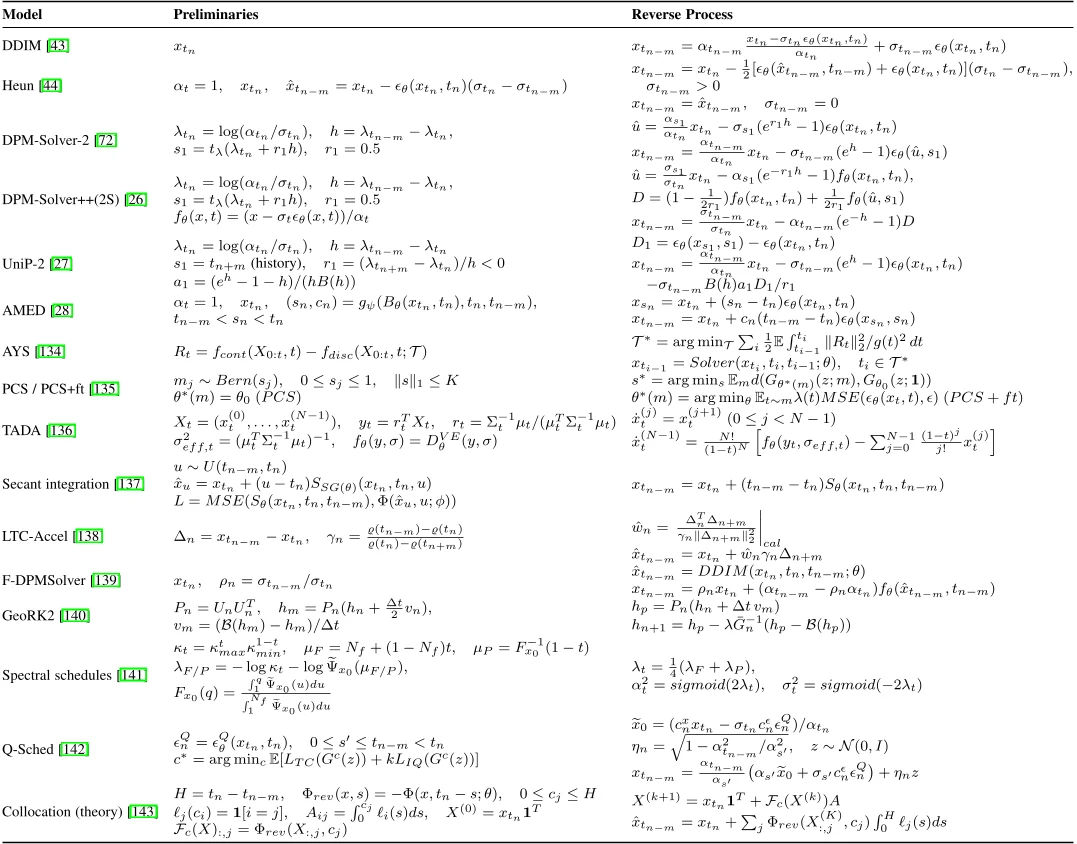 Model Preliminaries Reverse Process
DDIM [43] $x_{t_n}$ $x_{t_{n-m}} = \alpha_{t_{n-m}} \frac{x_{t_n} - \sigma_{t_n} \epsilon_\theta(x_{t_n}, t_n)}{\alpha_{t_n}} + \sigma_{t_{n-m}} \epsilon_\theta(x_{t_n}, t_n)$
Heun [44] $\alpha_t = 1, \quad x_{t_n}, \quad \hat{x}_{t_{n-m}} = x_{t_n} - \epsilon_\theta(x_{t_n}, t_n)(\sigma_{t_n} - \sigma_{t_{n-m}})$
$x_{t_{n-m}} = x_{t_n} - \frac{1}{2}[\epsilon_\theta(\hat{x}_{t_{n-m}}, t_{n-m}) + \epsilon_\theta(x_{t_n}, t_n)](\sigma_{t_n} - \sigma_{t_{n-m}}),$
$\sigma_{t_{n-m}} > 0$
$x_{t_{n-m}} = \hat{x}_{t_{n-m}}, \quad \sigma_{t_{n-m}} = 0$
DPM-Solver-2 [72] $\lambda_{t_n} = \log(\alpha_{t_n}/\sigma_{t_n}), \quad h = \lambda_{t_{n-m}} - \lambda_{t_n},$
$s_1 = t_\lambda(\lambda_{t_n} + r_1 h), \quad r_1 = 0.5$
$\hat{u} = \frac{\alpha_{s_1}}{\alpha_{t_n}} x_{t_n} - \sigma_{s_1}(e^{r_1 h} - 1)\epsilon_\theta(x_{t_n}, t_n)$
$x_{t_{n-m}} = \frac{\alpha_{t_{n-m}}}{\alpha_{t_n}} x_{t_n} - \sigma_{t_{n-m}}(e^h - 1)\epsilon_\theta(\hat{u}, s_1)$
DPM-Solver++(2S) [26] $\lambda_{t_n} = \log(\alpha_{t_n}/\sigma_{t_n}), \quad h = \lambda_{t_{n-m}} - \lambda_{t_n},$
$s_1 = t_\lambda(\lambda_{t_n} + r_1 h), \quad r_1 = 0.5$
$f_\theta(x, t) = (x - \sigma_t \epsilon_\theta(x, t))/\alpha_t$
$\hat{u} = \frac{\sigma_{s_1}}{\sigma_{t_n}} x_{t_n} - \alpha_{s_1}(e^{-r_1 h} - 1) f_\theta(x_{t_n}, t_n),$
$D = (1 - \frac{1}{2r_1}) f_\theta(x_{t_n}, t_n) + \frac{1}{2r_1} f_\theta(\hat{u}, s_1)$
$x_{t_{n-m}} = \frac{\sigma_{t_{n-m}}}{\sigma_{t_n}} x_{t_n} - \alpha_{t_{n-m}}(e^{-h} - 1) D$
UniP-2 [27] $\lambda_{t_n} = \log(\alpha_{t_n}/\sigma_{t_n}), \quad h = \lambda_{t_{n-m}} - \lambda_{t_n}$
$s_1 = t_{n+m}$ (history), $\quad r_1 = (\lambda_{t_{n+m}} - \lambda_{t_n})/h < 0$
$a_1 = (e^h - 1 - h)/(hB(h))$
$D_1 = \epsilon_\theta(x_{s_1}, s_1) - \epsilon_\theta(x_{t_n}, t_n)$
$x_{t_{n-m}} = \frac{\alpha_{t_{n-m}}}{\alpha_{t_n}} x_{t_n} - \sigma_{t_{n-m}}(e^h - 1)\epsilon_\theta(x_{t_n}, t_n)$
$-\sigma_{t_{n-m}} B(h) a_1 D_1 / r_1$
AMED [28] $\alpha_t = 1, \quad x_{t_n}, \quad (s_n, c_n) = g_\psi(B_\theta(x_{t_n}, t_n), t_n, t_{n-m}),$
$t_{n-m} < s_n < t_n$
$x_{s_n} = x_{t_n} + (s_n - t_n)\epsilon_\theta(x_{t_n}, t_n)$
$x_{t_{n-m}} = x_{t_n} + c_n(t_{n-m} - t_n)\epsilon_\theta(x_{s_n}, s_n)$
AYS [134] $R_t = f_{cont}(X_{0:t}, t) - f_{disc}(X_{0:t}, t; \mathcal{T})$
$\mathcal{T}^* = \arg\min_{\mathcal{T}} \sum_i \frac{1}{2} \mathbb{E} \int_{t_{i-1}}^{t_i} \|R_t\|_2^2 / g(t)^2 \, dt$
$x_{t_{i-1}} = Solver(x_{t_i}, t_i, t_{i-1}; \theta), \quad t_i \in \mathcal{T}^*$
PCS / PCS+ft [135] $m_j \sim Bern(s_j), \quad 0 \leq s_j \leq 1, \quad \|s\|_1 \leq K$
$\theta^*(m) = \theta_0 \ (PCS)$
$s^* = \arg\min_s \mathbb{E}_m d(G_{\theta^*(m)}(z; m), G_{\theta_0}(z; \mathbf{1}))$
$\theta^*(m) = \arg\min_\theta \mathbb{E}_{t \sim m} \lambda(t) MSE(\epsilon_\theta(x_t, t), \epsilon) \ (PCS + ft)$
TADA [136] $X_t = (x_t^{(0)}, \ldots, x_t^{(N-1)}), \quad y_t = r_t^T X_t, \quad r_t = \Sigma_t^{-1} \mu_t / (\mu_t^T \Sigma_t^{-1} \mu_t)$
$\sigma_{eff,t}^2 = (\mu_t^T \Sigma_t^{-1} \mu_t)^{-1}, \quad f_\theta(y, \sigma) = D_\theta^{VE}(y, \sigma)$
$\dot{x}_t^{(j)} = x_t^{(j+1)} \ (0 \leq j < N - 1)$
$\dot{x}_t^{(N-1)} = \frac{N!}{(1-t)^N} \left[ f_\theta(y_t, \sigma_{eff,t}) - \sum_{j=0}^{N-1} \frac{(1-t)^j}{j!} x_t^{(j)} \right]$
Secant integration [137] $u \sim U(t_{n-m}, t_n)$
$\hat{x}_u = x_{t_n} + (u - t_n) S_{SG(\theta)}(x_{t_n}, t_n, u)$
$L = MSE(S_\theta(x_{t_n}, t_n, t_{n-m}), \Phi(\hat{x}_u, u; \phi))$
$x_{t_{n-m}} = x_{t_n} + (t_{n-m} - t_n) S_\theta(x_{t_n}, t_n, t_{n-m})$
LTC-Accel [138] $\Delta_n = x_{t_{n-m}} - x_{t_n}, \quad \gamma_n = \frac{\varrho(t_{n-m}) - \varrho(t_n)}{\varrho(t_n) - \varrho(t_{n+m})}$
$\hat{w}_n = \left. \frac{\Delta_n^T \Delta_{n+m}}{\gamma_n \|\Delta_{n+m}\|_2^2} \right|_{cal}$
$\hat{x}_{t_{n-m}} = x_{t_n} + \hat{w}_n \gamma_n \Delta_{n+m}$
F-DPMSolver [139] $x_{t_n}, \quad \rho_n = \sigma_{t_{n-m}} / \sigma_{t_n}$
$\hat{x}_{t_{n-m}} = DDIM(x_{t_n}, t_n, t_{n-m}; \theta)$
$x_{t_{n-m}} = \rho_n x_{t_n} + (\alpha_{t_{n-m}} - \rho_n \alpha_{t_n}) f_\theta(\hat{x}_{t_{n-m}}, t_{n-m})$
GeoRK2 [140] $P_n = U_n U_n^T, \quad h_m = P_n(h_n + \frac{\Delta t}{2} v_n),$
$v_m = (\mathcal{B}(h_m) - h_m)/\Delta t$
$h_p = P_n(h_n + \Delta t \, v_m)$
$h_{n+1} = h_p - \lambda \bar{G}_n^{-1}(h_p - \mathcal{B}(h_p))$
Spectral schedules [141] $\kappa_t = \kappa_{max}^t \kappa_{min}^{1-t}, \quad \mu_F = N_f + (1 - N_f)t, \quad \mu_P = F_{x_0}^{-1}(1 - t)$
$\lambda_{F/P} = -\log \kappa_t - \log \widetilde{\Psi}_{x_0}(\mu_{F/P}),$
$F_{x_0}(q) = \frac{\int_1^q \widetilde{\Psi}_{x_0}(u) du}{\int_1^{N_f} \widetilde{\Psi}_{x_0}(u) du}$
$\lambda_t = \frac{1}{4}(\lambda_F + \lambda_P),$
$\alpha_t^2 = sigmoid(2\lambda_t), \quad \sigma_t^2 = sigmoid(-2\lambda_t)$
Q-Sched [142] $\epsilon_n^Q = \epsilon_\theta^Q(x_{t_n}, t_n), \quad 0 \leq s' \leq t_{n-m} < t_n$
$c^* = \arg\min_c \mathbb{E}[L_{TC}(G^c(z)) + k L_{IQ}(G^c(z))]$
$\widetilde{x}_0 = (c_n^x x_{t_n} - \sigma_{t_n} c_n^\epsilon \epsilon_n^Q)/\alpha_{t_n}$
$\eta_n = \sqrt{1 - \alpha_{t_{n-m}}^2 / \alpha_{s'}^2}, \quad z \sim \mathcal{N}(0, I)$
$x_{t_{n-m}} = \frac{\alpha_{t_{n-m}}}{\alpha_{s'}} \left( \alpha_{s'} \widetilde{x}_0 + \sigma_{s'} c_n^\epsilon \epsilon_n^Q \right) + \eta_n z$
Collocation (theory) [143] $H = t_n - t_{n-m}, \quad \Phi_{rev}(x, s) = -\Phi(x, t_n - s; \theta), \quad 0 \leq c_j \leq H$
$\ell_j(c_i) = \mathbf{1}[i = j], \quad A_{ij} = \int_0^{c_j} \ell_i(s) ds, \quad X^{(0)} = x_{t_n} \mathbf{1}^T$
$\mathcal{F}_c(X)_{:,j} = \Phi_{rev}(X_{:,j}, c_j)$
$X^{(k+1)} = x_{t_n} \mathbf{1}^T + \mathcal{F}_c(X^{(k)}) A$
$\hat{x}_{t_{n-m}} = x_{t_n} + \sum_j \Phi_{rev}(X_{:,j}^{(K)}, c_j) \int_0^H \ell_j(s) ds$